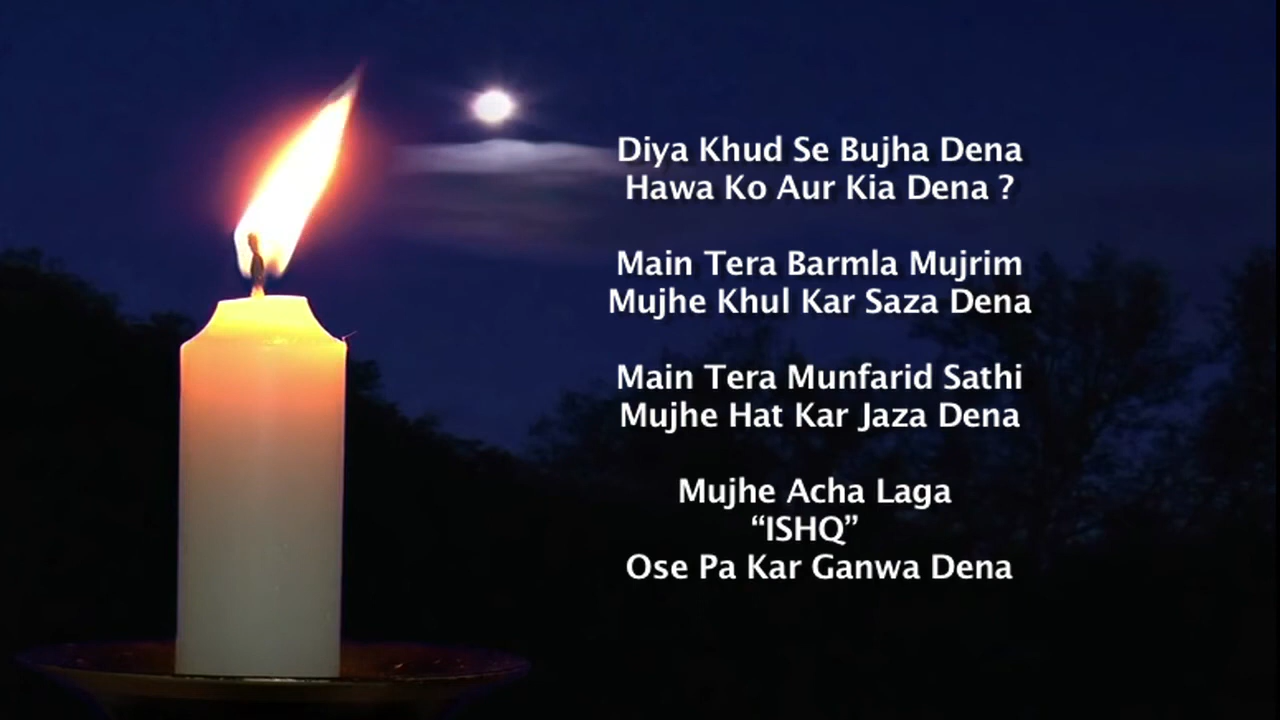 Diya Khud Se Bujha Dena
Hawa Ko Aur Kia Dena ?
Main Tera Barmla Mujrim
Mujhe Khul Kar Saza Dena
Main Tera Munfarid Sathi
Mujhe Hat Kar Jaza Dena
Mujhe Acha Laga
“ISHQ”
Ose Pa Kar Ganwa Dena